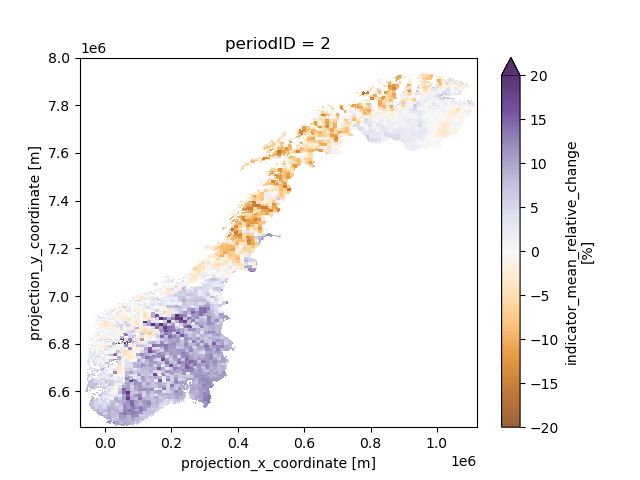 periodID = 2
1e6
8.0
7.8
7.6
7.4
7.2
7.0
6.8
6.6
projection_y_coordinate [m]
0.0 0.2 0.4 0.6 0.8 1.0
1e6
projection_x_coordinate [m]
20
15
10
5
0
−5
−10
−15
−20
indicator_mean_relative_change
[%]